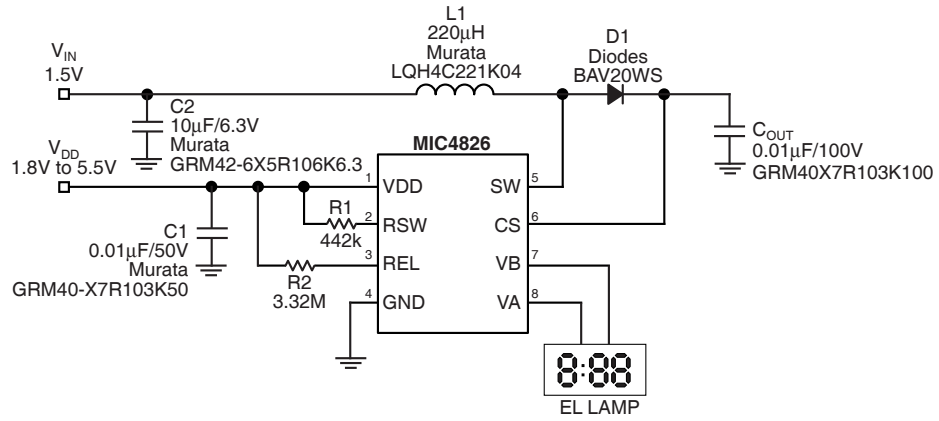 L1
220µH
Murata
LQH4C221K04
D1
Diodes
BAV20WS
VIN
1.5V
C2
10µF/6.3V
Murata
GRM42-6X5R106K6.3
COUT
0.01µF/100V
GRM40X7R103K100
VDD
1.8V to 5.5V
MIC4826
1 VDD SW 5
R1
442k
2 RSW CS 6
C1
0.01µF/50V
Murata
GRM40-X7R103K50
R2
3.32M
3 REL VB 7
4 GND VA 8
8:88
EL LAMP